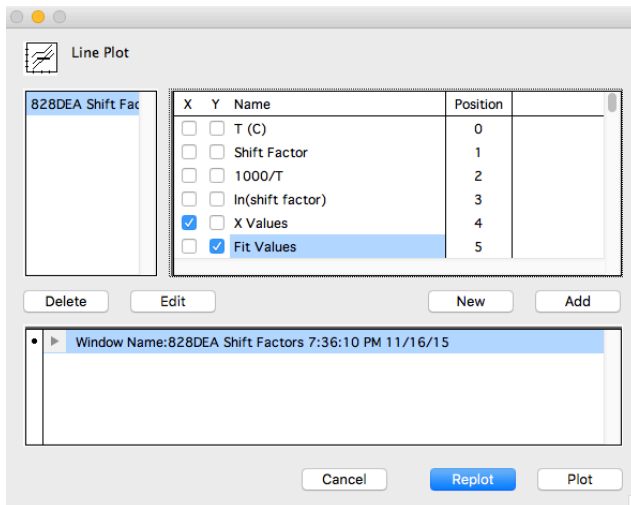 Line Plot
828DEA Shift Fac
X Y Name Position
T (C) 0
Shift Factor 1
1000/T 2
ln(shift factor) 3
X Values 4
Fit Values 5
Delete Edit New Add
Window Name:828DEA Shift Factors 7:36:10 PM 11/16/15
Cancel Replot Plot